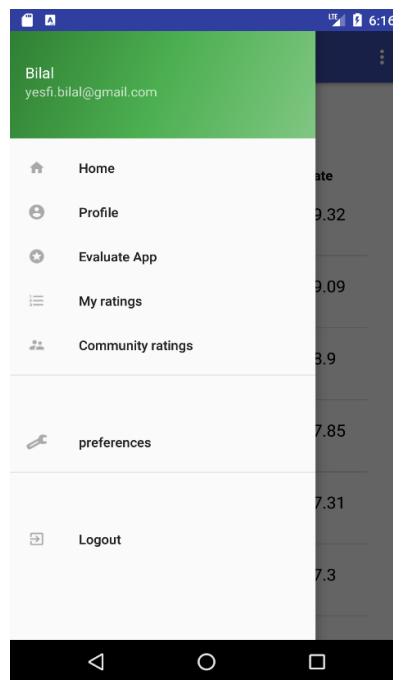 LTE 6:16
Bilal
yesfi.bilal@gmail.com
Home
Profile
Evaluate App
My ratings
Community ratings
preferences
Logout
ate
9.32
9.09
8.9
7.85
7.31
7.3